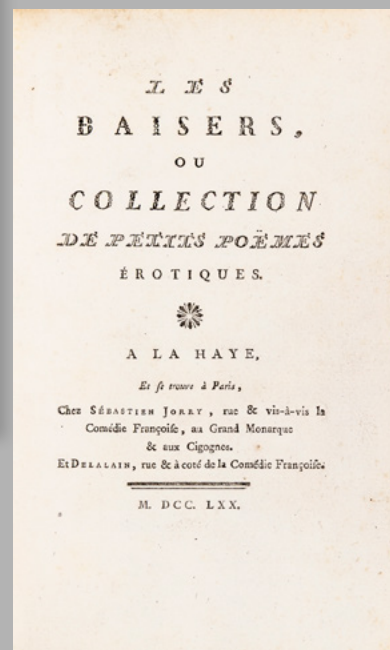 LES
BAISERS,
OU
COLLECTION
DE PETITS POËMES
ÉROTIQUES.
A LA HAYE,
Et se trouve à Paris,
Chez SÉBASTIEN JORRY, rue & vis-à-vis la
Comédie Françoise, au Grand Monarque
& aux Cigognes.
Et DELALAIN, rue & à coté de la Comédie Françoise.
M. DCC. LXX.